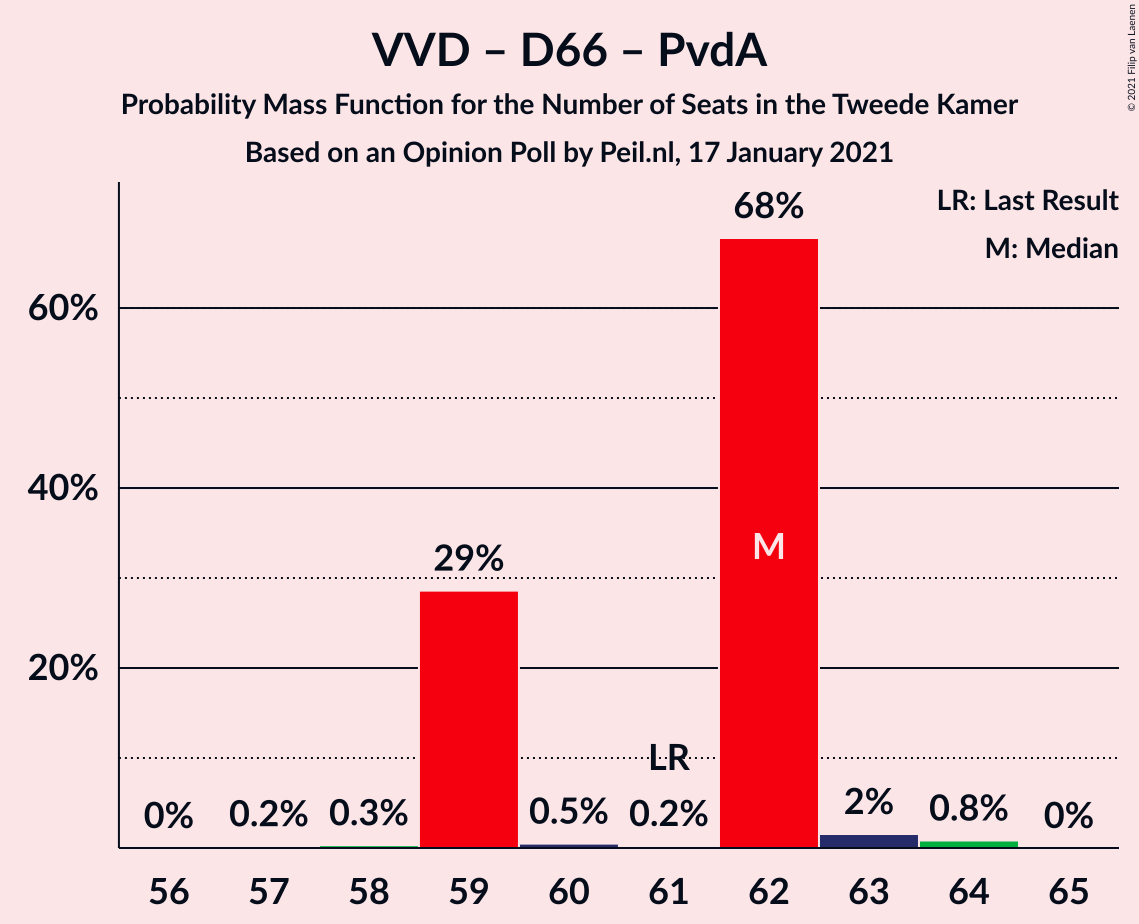 VVD – D66 – PvdA
Probability Mass Function for the Number of Seats in the Tweede Kamer
Based on an Opinion Poll by Peil.nl, 17 January 2021
© 2021 Filip van Laenen
LR: Last Result
M: Median
60%
40%
20%
0%
0.2%
0.3%
29%
0.5%
LR
0.2%
68%
M
2%
0.8%
0%
56 57 58 59 60 61 62 63 64 65